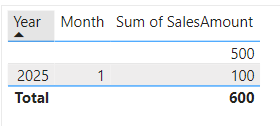 Year Month Sum of SalesAmount
500
2025 1 100
Total 600